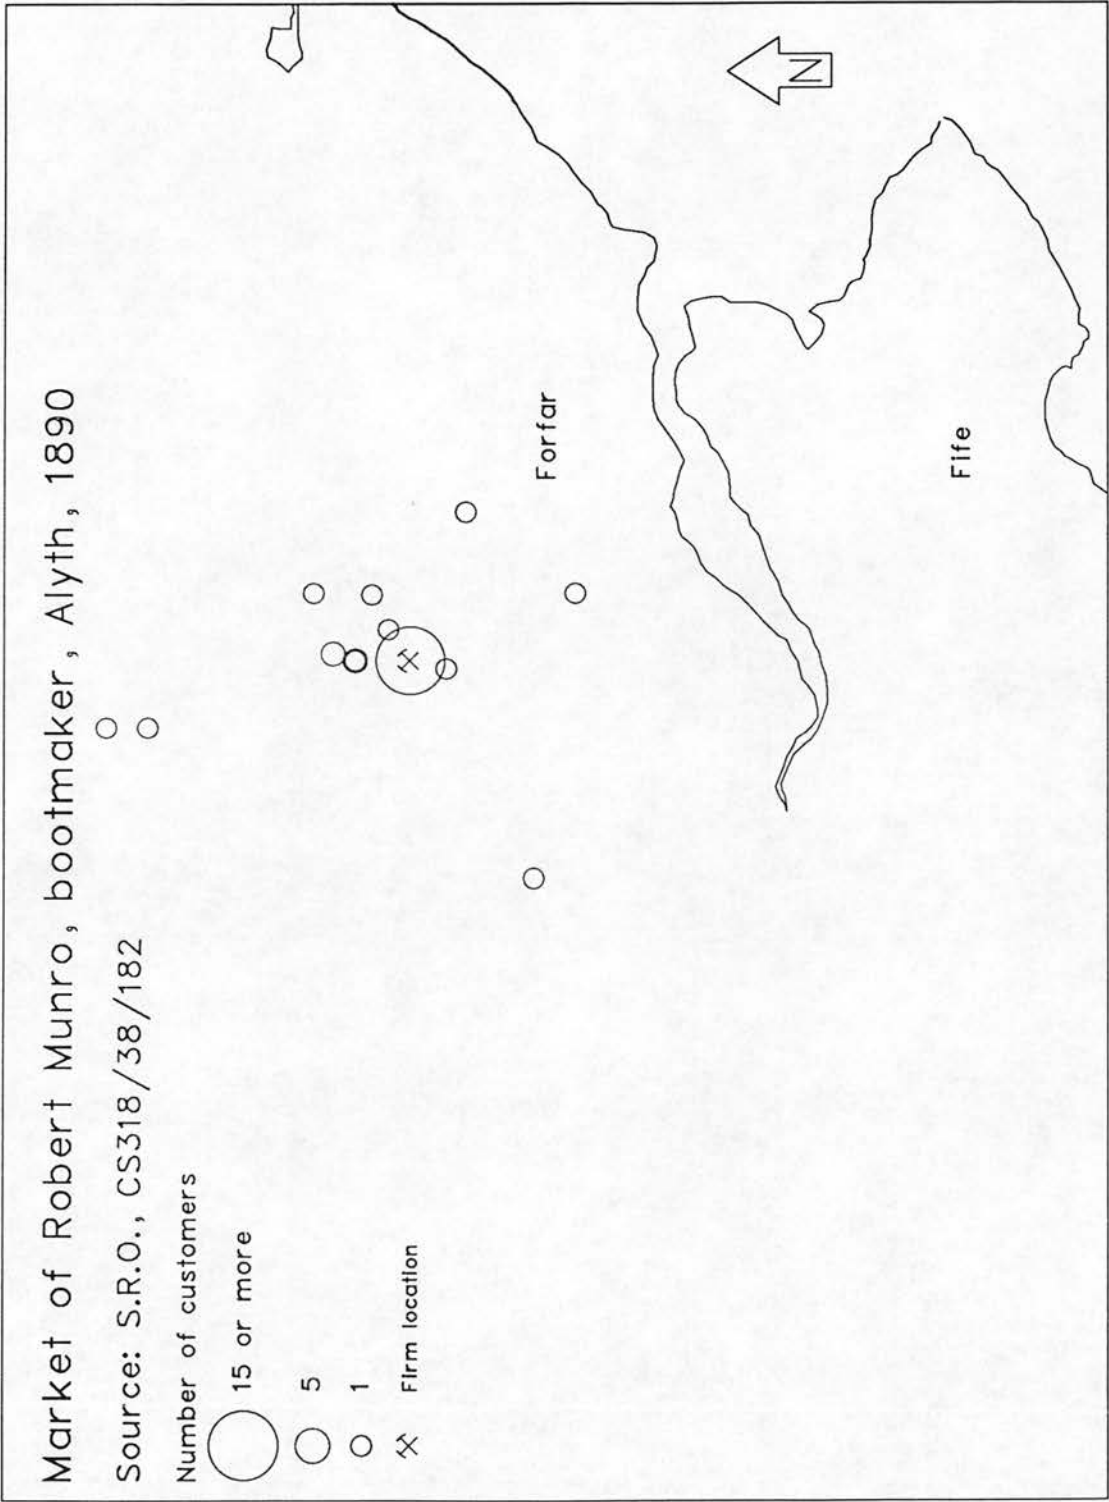 Market of Robert Munro, bootmaker, Alyth, 1890
Source: S.R.O., CS318/38/182
Number of customers
15 or more
5
1
Firm location
Forfar
Fife
N